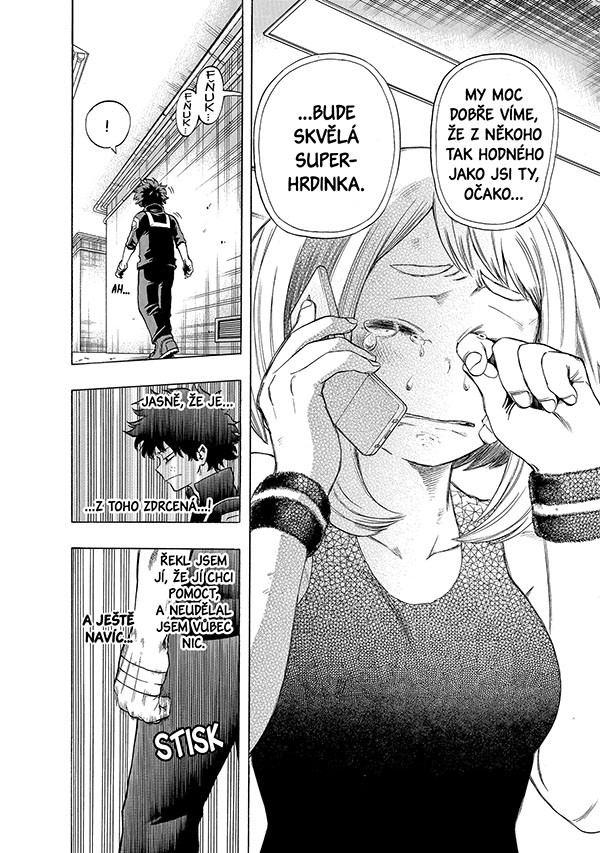 MY MOC
DOBŘE VÍME,
ŽE Z NĚKOHO
TAK HODNÉHO
JAKO JSI TY,
OČAKO...
...BUDE
SKVĚLÁ
SUPER-
HRDINKA.
FŇUK...
FŇUK...
!
AH...
JASNĚ, ŽE JE...
...Z TOHO ZDRCENÁ...!
ŘEKL JSEM
JÍ, ŽE JÍ CHCI
POMOCT,
A NEUDĚLAL
JSEM VŮBEC
NIC.
A JEŠTĚ
NAVÍC...
STISK